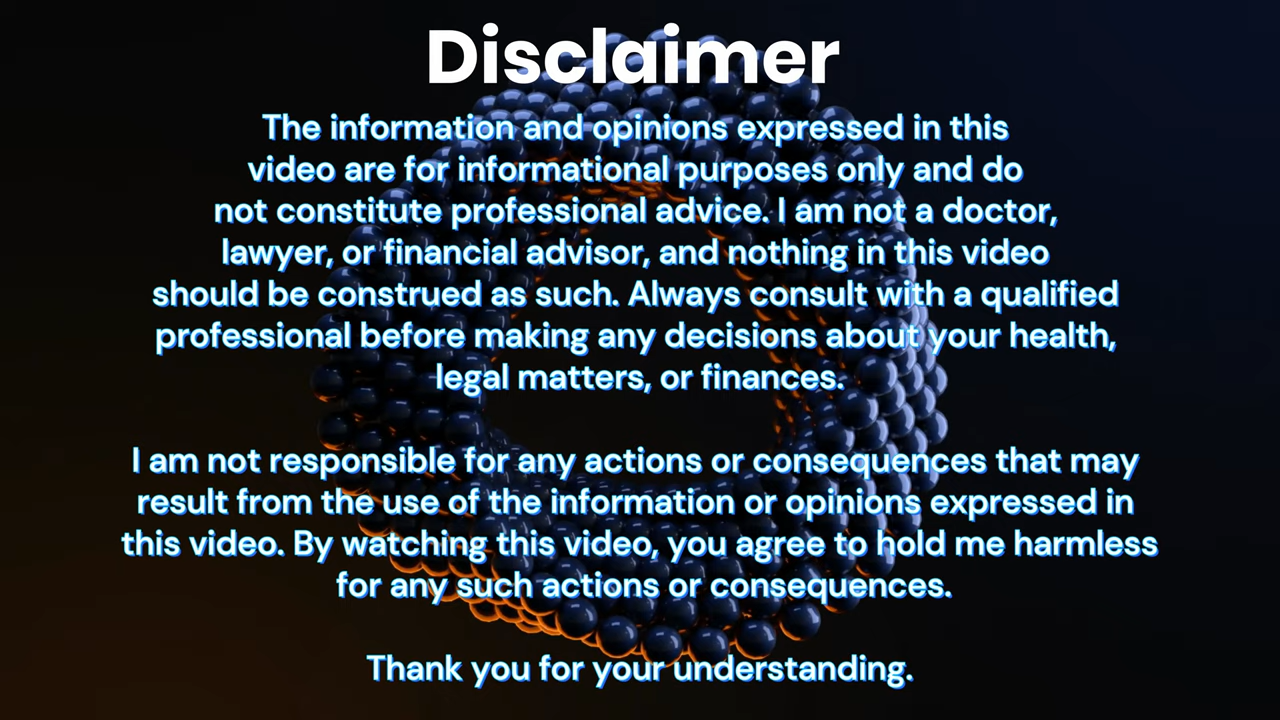 Disclaimer
The information and opinions expressed in this
video are for informational purposes only and do
not constitute professional advice. I am not a doctor,
lawyer, or financial advisor, and nothing in this video
should be construed as such. Always consult with a qualified
professional before making any decisions about your health,
legal matters, or finances.
I am not responsible for any actions or consequences that may
result from the use of the information or opinions expressed in
this video. By watching this video, you agree to hold me harmless
for any such actions or consequences.
Thank you for your understanding.